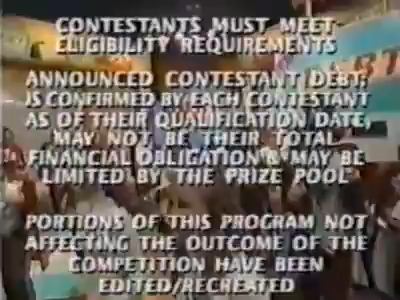 CONTESTANTS MUST MEET
ELIGIBILITY REQUIREMENTS
ANNOUNCED CONTESTANT DEBT:
IS CONFIRMED BY EACH CONTESTANT
AS OF THEIR QUALIFICATION DATE,
MAY NOT BE THEIR TOTAL
FINANCIAL OBLIGATION & MAY BE
LIMITED BY THE PRIZE POOL
PORTIONS OF THIS PROGRAM NOT
AFFECTING THE OUTCOME OF THE
COMPETITION HAVE BEEN
EDITED/RECREATED